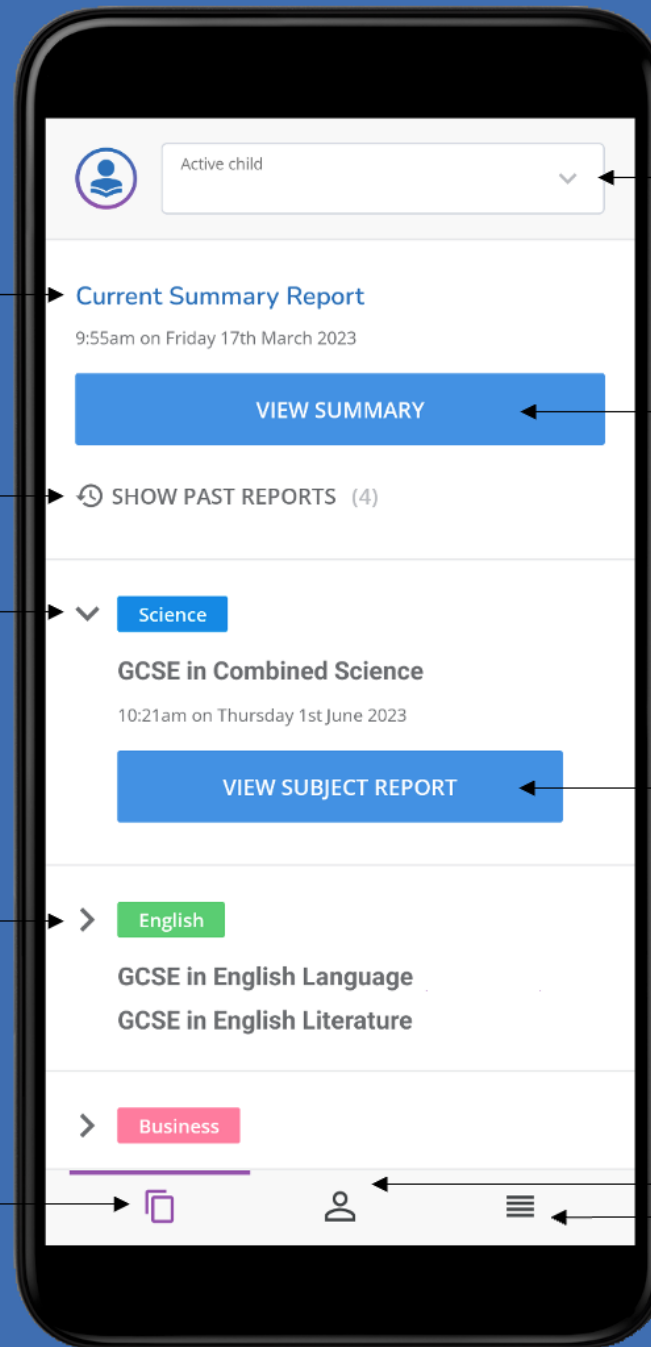 Active child
Current Summary Report
9:55am on Friday 17th March 2023
VIEW SUMMARY
SHOW PAST REPORTS (4)
Science
GCSE in Combined Science
10:21am on Thursday 1st June 2023
VIEW SUBJECT REPORT
English
GCSE in English Language
GCSE in English Literature
Business